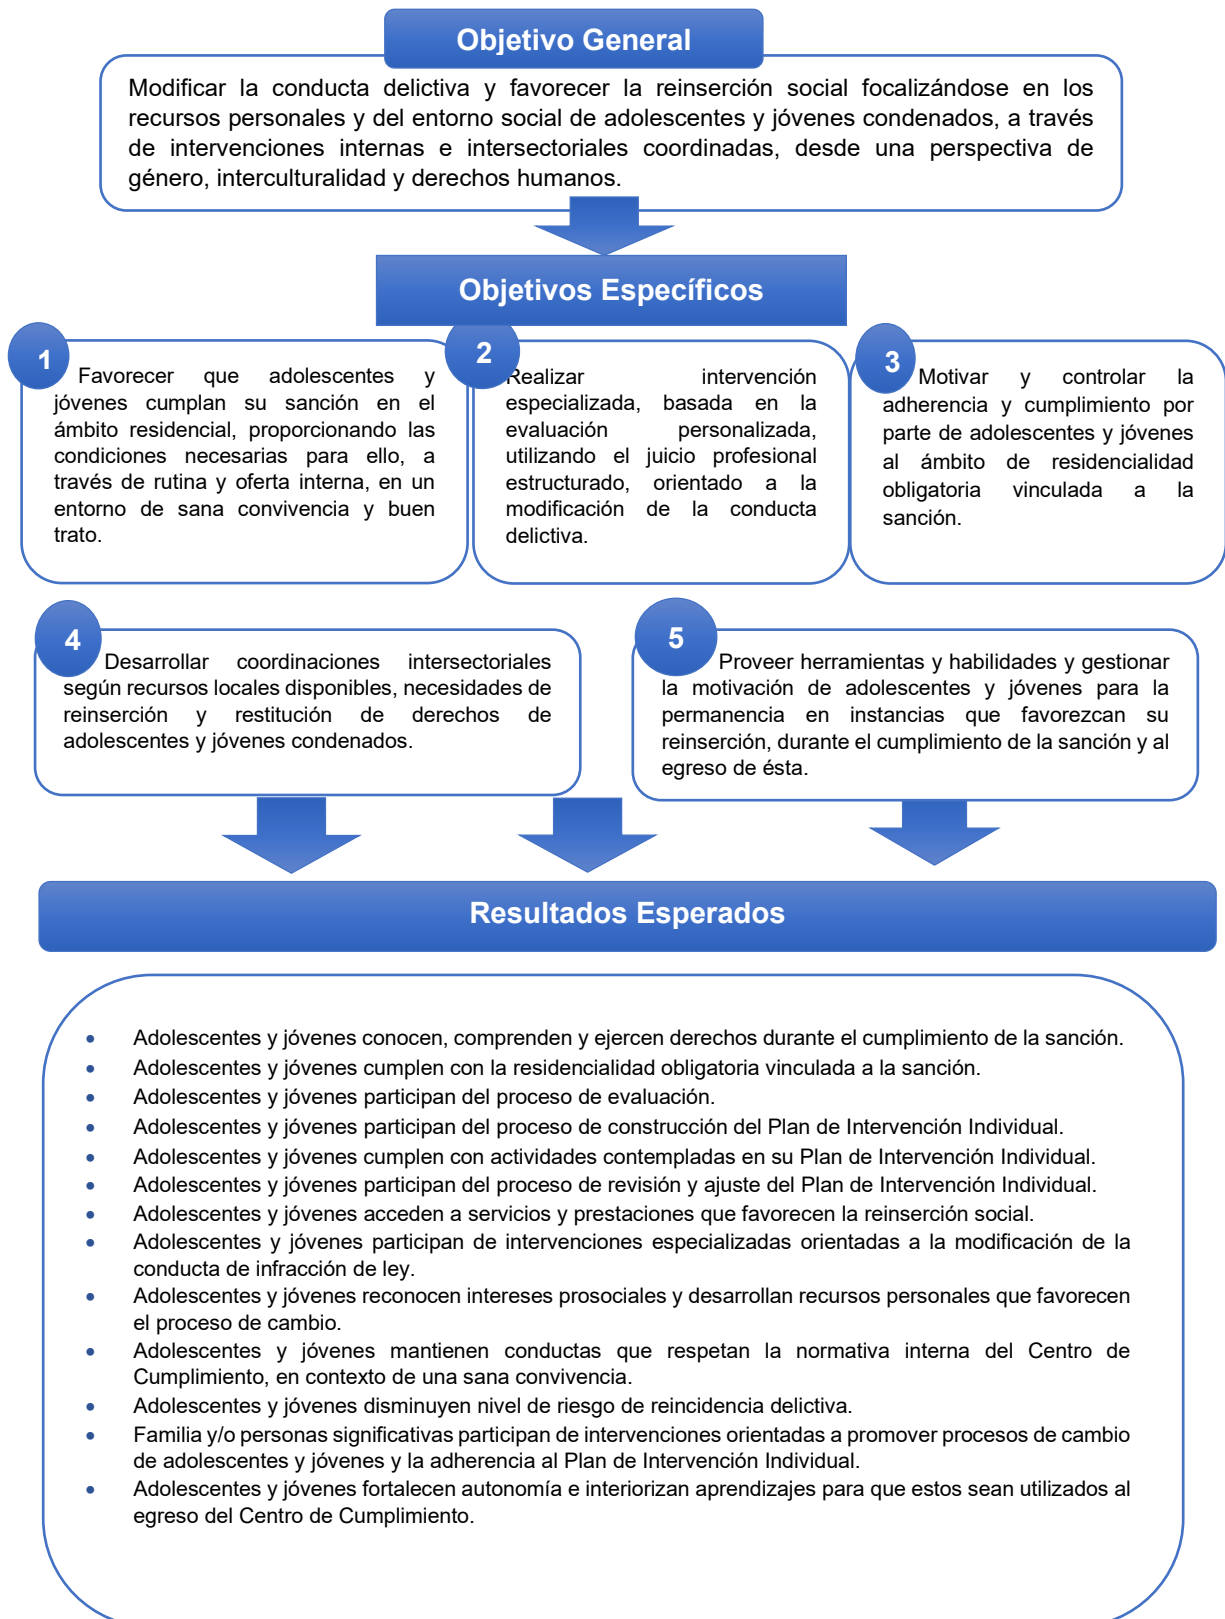 Objetivo General
Modificar la conducta delictiva y favorecer la reinserción social focalizándose en los
recursos personales y del entorno social de adolescentes y jóvenes condenados, a través
de intervenciones internas e intersectoriales coordinadas, desde una perspectiva de
género, interculturalidad y derechos humanos.
Objetivos Específicos
1
Favorecer que adolescentes y
jóvenes cumplan su sanción en el
ámbito residencial, proporcionando las
condiciones necesarias para ello, a
través de rutina y oferta interna, en un
entorno de sana convivencia y buen
trato.
2
Realizar intervención
especializada, basada en la
evaluación personalizada,
utilizando el juicio profesional
estructurado, orientado a la
modificación de la conducta
delictiva.
3
Motivar y controlar la
adherencia y cumplimiento por
parte de adolescentes y jóvenes
al ámbito de residencialidad
obligatoria vinculada a la
sanción.
4
Desarrollar coordinaciones intersectoriales
según recursos locales disponibles, necesidades de
reinserción y restitución de derechos de
adolescentes y jóvenes condenados.
5
Proveer herramientas y habilidades y gestionar
la motivación de adolescentes y jóvenes para la
permanencia en instancias que favorezcan su
reinserción, durante el cumplimiento de la sanción y al
egreso de ésta.
Resultados Esperados
• Adolescentes y jóvenes conocen, comprenden y ejercen derechos durante el cumplimiento de la sanción.
• Adolescentes y jóvenes cumplen con la residencialidad obligatoria vinculada a la sanción.
• Adolescentes y jóvenes participan del proceso de evaluación.
• Adolescentes y jóvenes participan del proceso de construcción del Plan de Intervención Individual.
• Adolescentes y jóvenes cumplen con actividades contempladas en su Plan de Intervención Individual.
• Adolescentes y jóvenes participan del proceso de revisión y ajuste del Plan de Intervención Individual.
• Adolescentes y jóvenes acceden a servicios y prestaciones que favorecen la reinserción social.
• Adolescentes y jóvenes participan de intervenciones especializadas orientadas a la modificación de la
conducta de infracción de ley.
• Adolescentes y jóvenes reconocen intereses prosociales y desarrollan recursos personales que favorecen
el proceso de cambio.
• Adolescentes y jóvenes mantienen conductas que respetan la normativa interna del Centro de
Cumplimiento, en contexto de una sana convivencia.
• Adolescentes y jóvenes disminuyen nivel de riesgo de reincidencia delictiva.
• Familia y/o personas significativas participan de intervenciones orientadas a promover procesos de cambio
de adolescentes y jóvenes y la adherencia al Plan de Intervención Individual.
• Adolescentes y jóvenes fortalecen autonomía e interiorizan aprendizajes para que estos sean utilizados al
egreso del Centro de Cumplimiento.